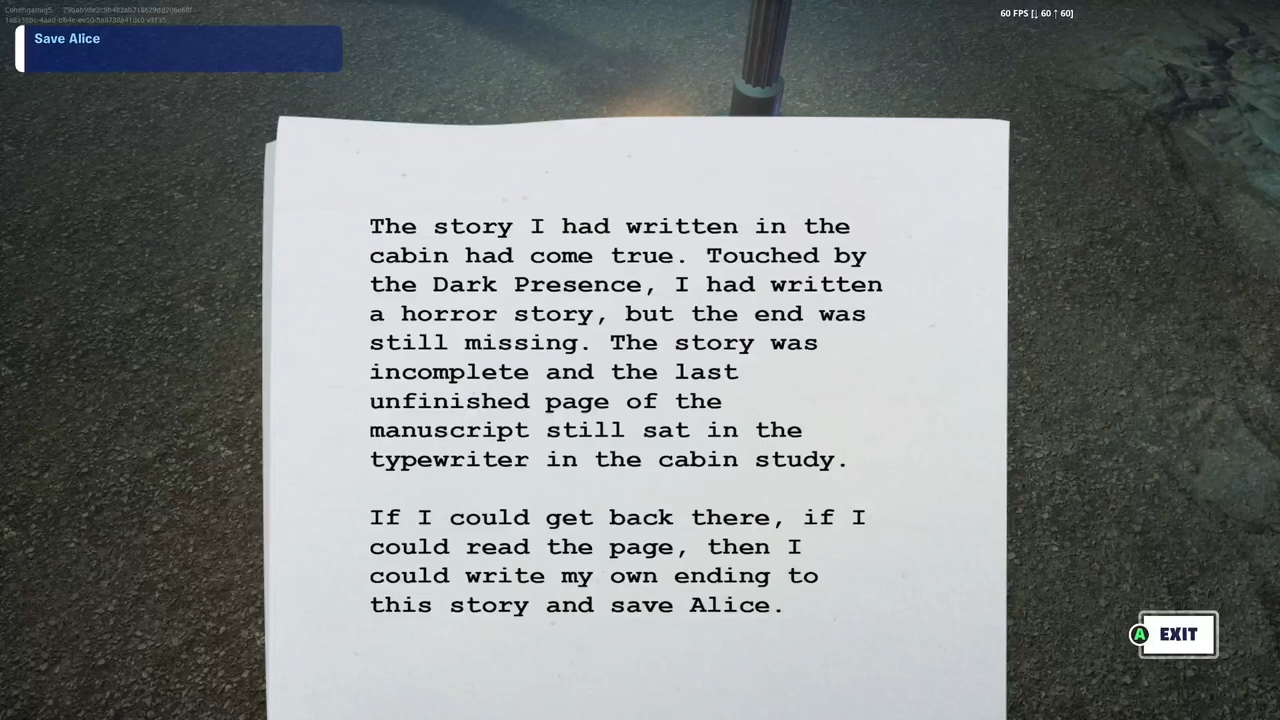 Save Alice
60 FPS [↓ 60 ↑ 60]
The story I had written in the
cabin had come true. Touched by
the Dark Presence, I had written
a horror story, but the end was
still missing. The story was
incomplete and the last
unfinished page of the
manuscript still sat in the
typewriter in the cabin study.
If I could get back there, if I
could read the page, then I
could write my own ending to
this story and save Alice.
A EXIT